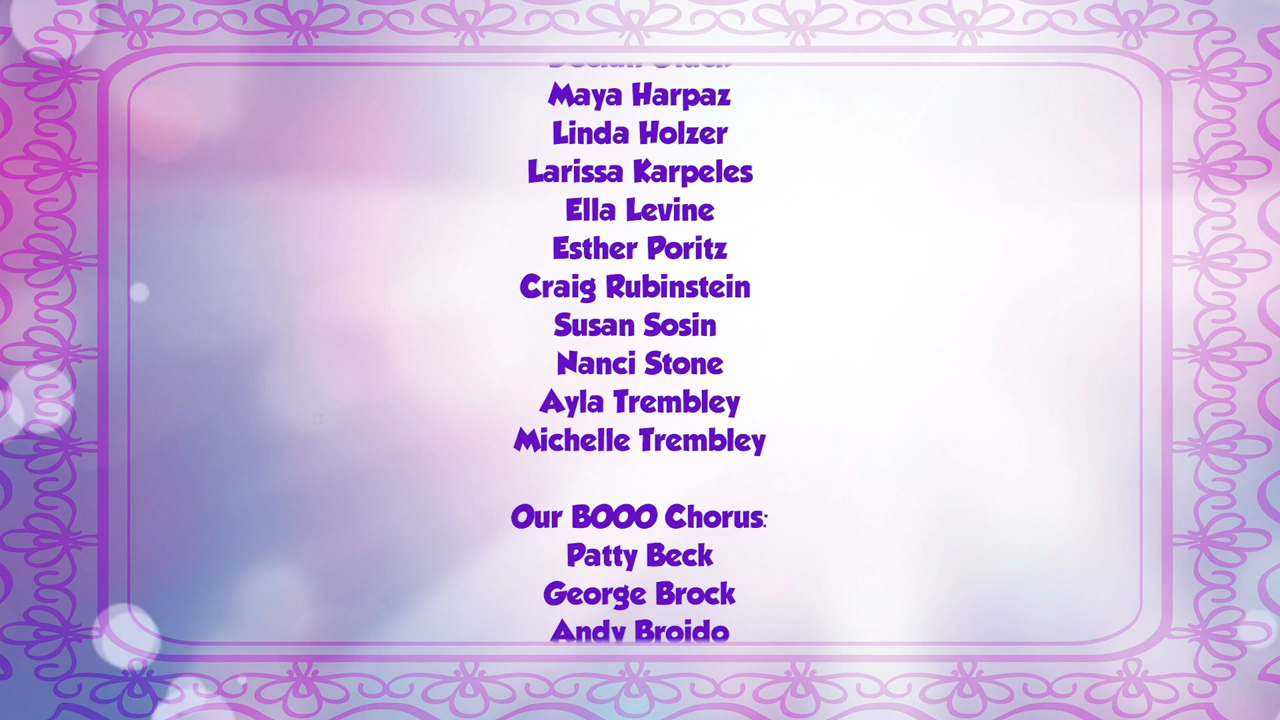 Maya Harpaz
Linda Holzer
Larissa Karpeles
Ella Levine
Esther Poritz
Craig Rubinstein
Susan Sosin
Nanci Stone
Ayla Trembley
Michelle Trembley
Our BOOO Chorus:
Patty Beck
George Brock
Andy Broido